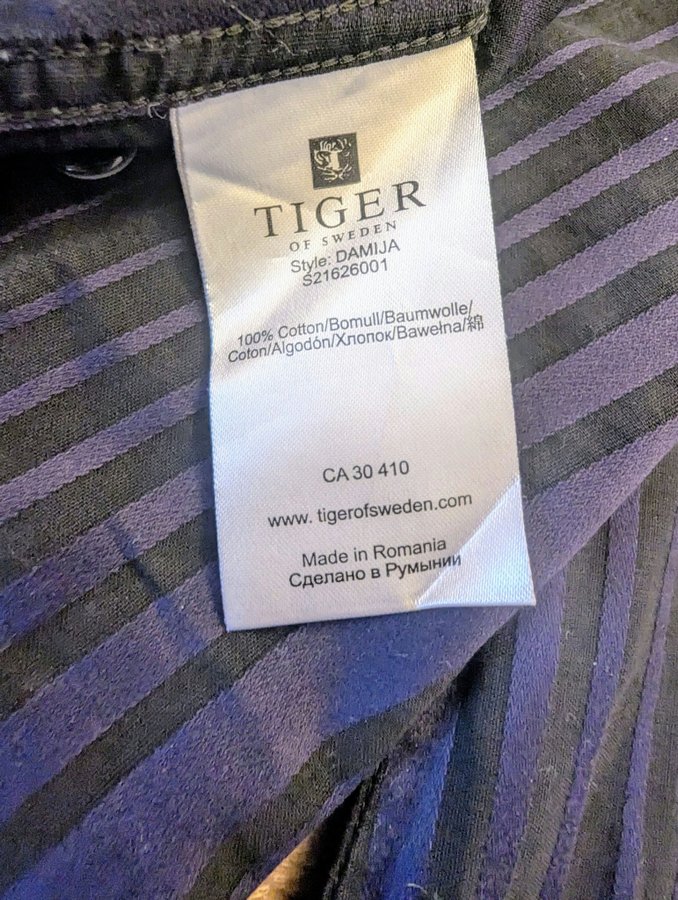 TIGER
OF SWEDEN
Style: DAMIJA
S21626001
100% Cotton/Bomull/Baumwolle/
Coton/Algodón/Хлопок/Bawełna/綿
CA 30 410
www. tigerofsweden.com
Made in Romania
Сделано в Румынии